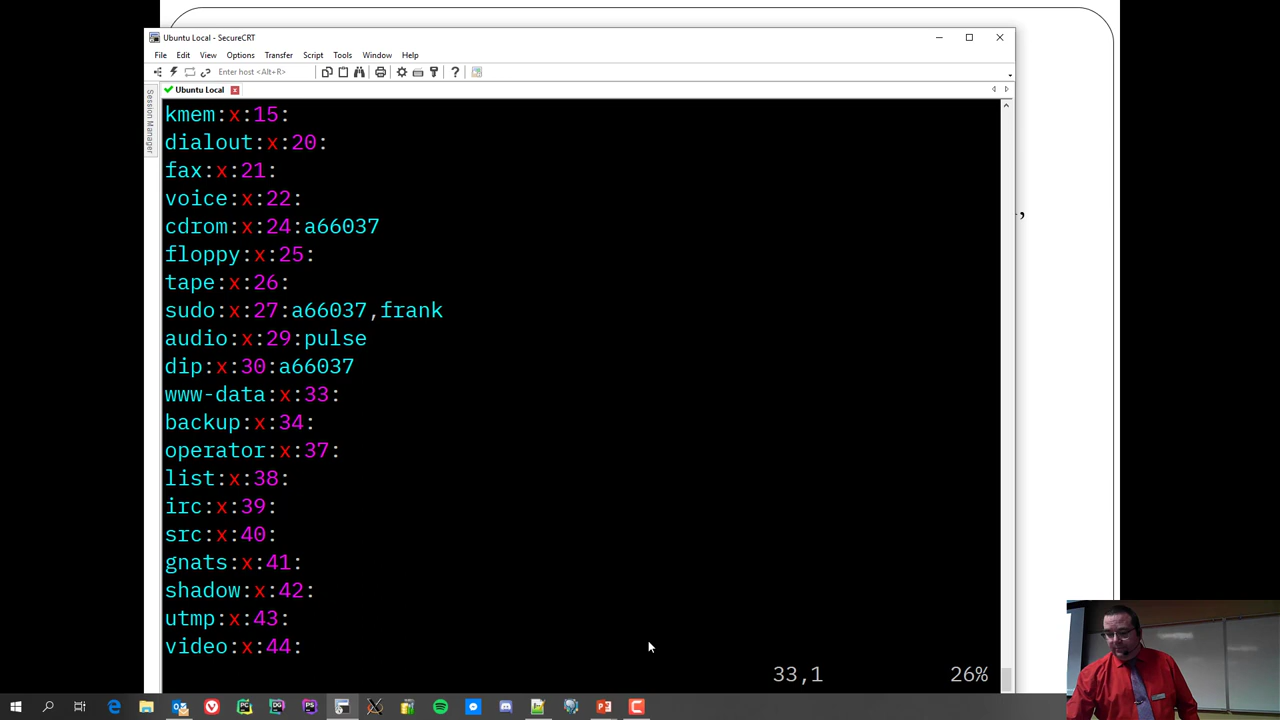 Ubuntu Local - SecureCRT
File Edit View Options Transfer Script Tools Window Help
Enter host <Alt+R>
Ubuntu Local
Session Manager
kmem:x:15:
dialout:x:20:
fax:x:21:
voice:x:22:
cdrom:x:24:a66037
floppy:x:25:
tape:x:26:
sudo:x:27:a66037,frank
audio:x:29:pulse
dip:x:30:a66037
www-data:x:33:
backup:x:34:
operator:x:37:
list:x:38:
irc:x:39:
src:x:40:
gnats:x:41:
shadow:x:42:
utmp:x:43:
video:x:44:
33,1 26%